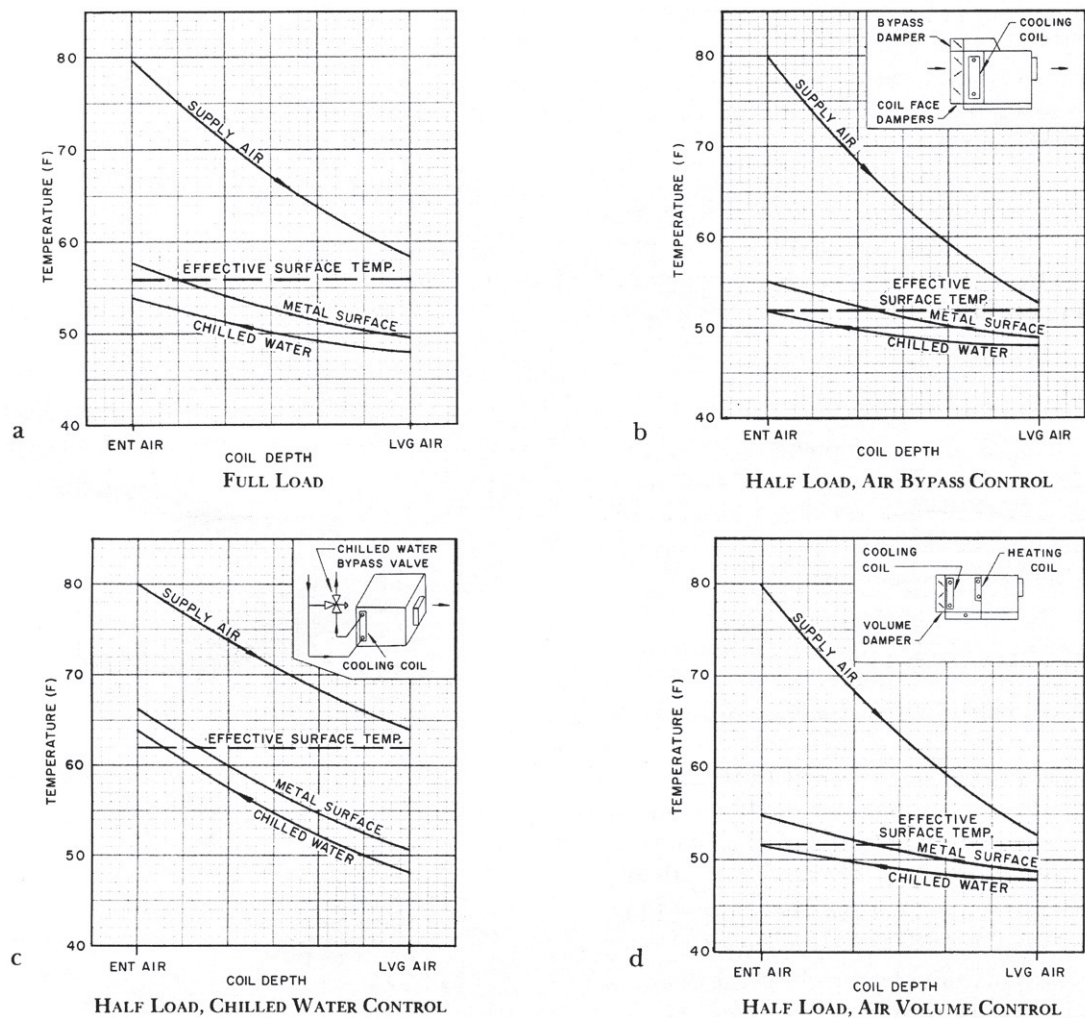 80
70
60
50
40
TEMPERATURE (F)
SUPPLY AIR
EFFECTIVE SURFACE TEMP.
METAL SURFACE
CHILLED WATER
ENT AIR
LVG AIR
COIL DEPTH
a
FULL LOAD
80
70
60
50
40
TEMPERATURE (F)
BYPASS
DAMPER
COOLING
COIL
COIL FACE
DAMPERS
SUPPLY AIR
EFFECTIVE
SURFACE TEMP.
METAL SURFACE
CHILLED WATER
ENT AIR
LVG AIR
COIL DEPTH
b
HALF LOAD, AIR BYPASS CONTROL
80
70
60
50
40
TEMPERATURE (F)
CHILLED WATER
BYPASS VALVE
COOLING COIL
SUPPLY AIR
EFFECTIVE SURFACE TEMP.
METAL SURFACE
CHILLED WATER
ENT AIR
LVG AIR
COIL DEPTH
c
HALF LOAD, CHILLED WATER CONTROL
80
70
60
50
40
TEMPERATURE (F)
COOLING
COIL
HEATING
COIL
VOLUME
DAMPER
SUPPLY AIR
EFFECTIVE
SURFACE TEMP.
METAL SURFACE
CHILLED WATER
ENT AIR
LVG AIR
COIL DEPTH
d
HALF LOAD, AIR VOLUME CONTROL